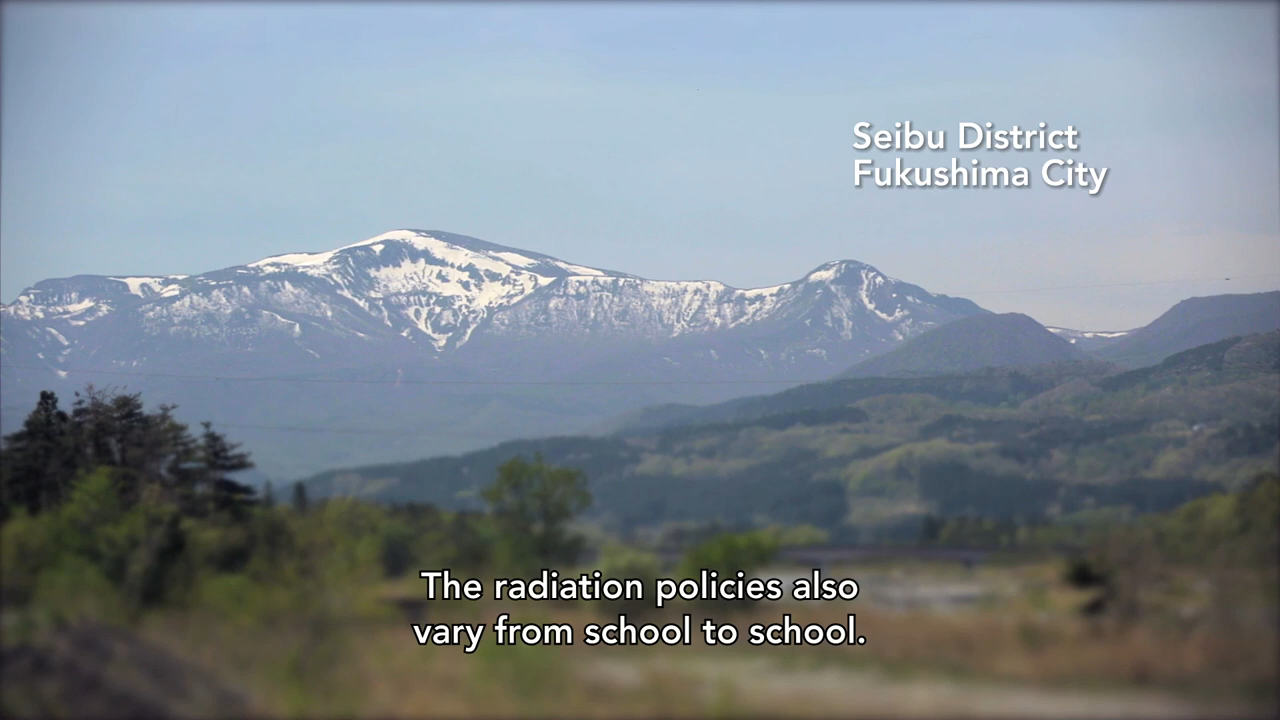 Seibu District
Fukushima City
The radiation policies also
vary from school to school.